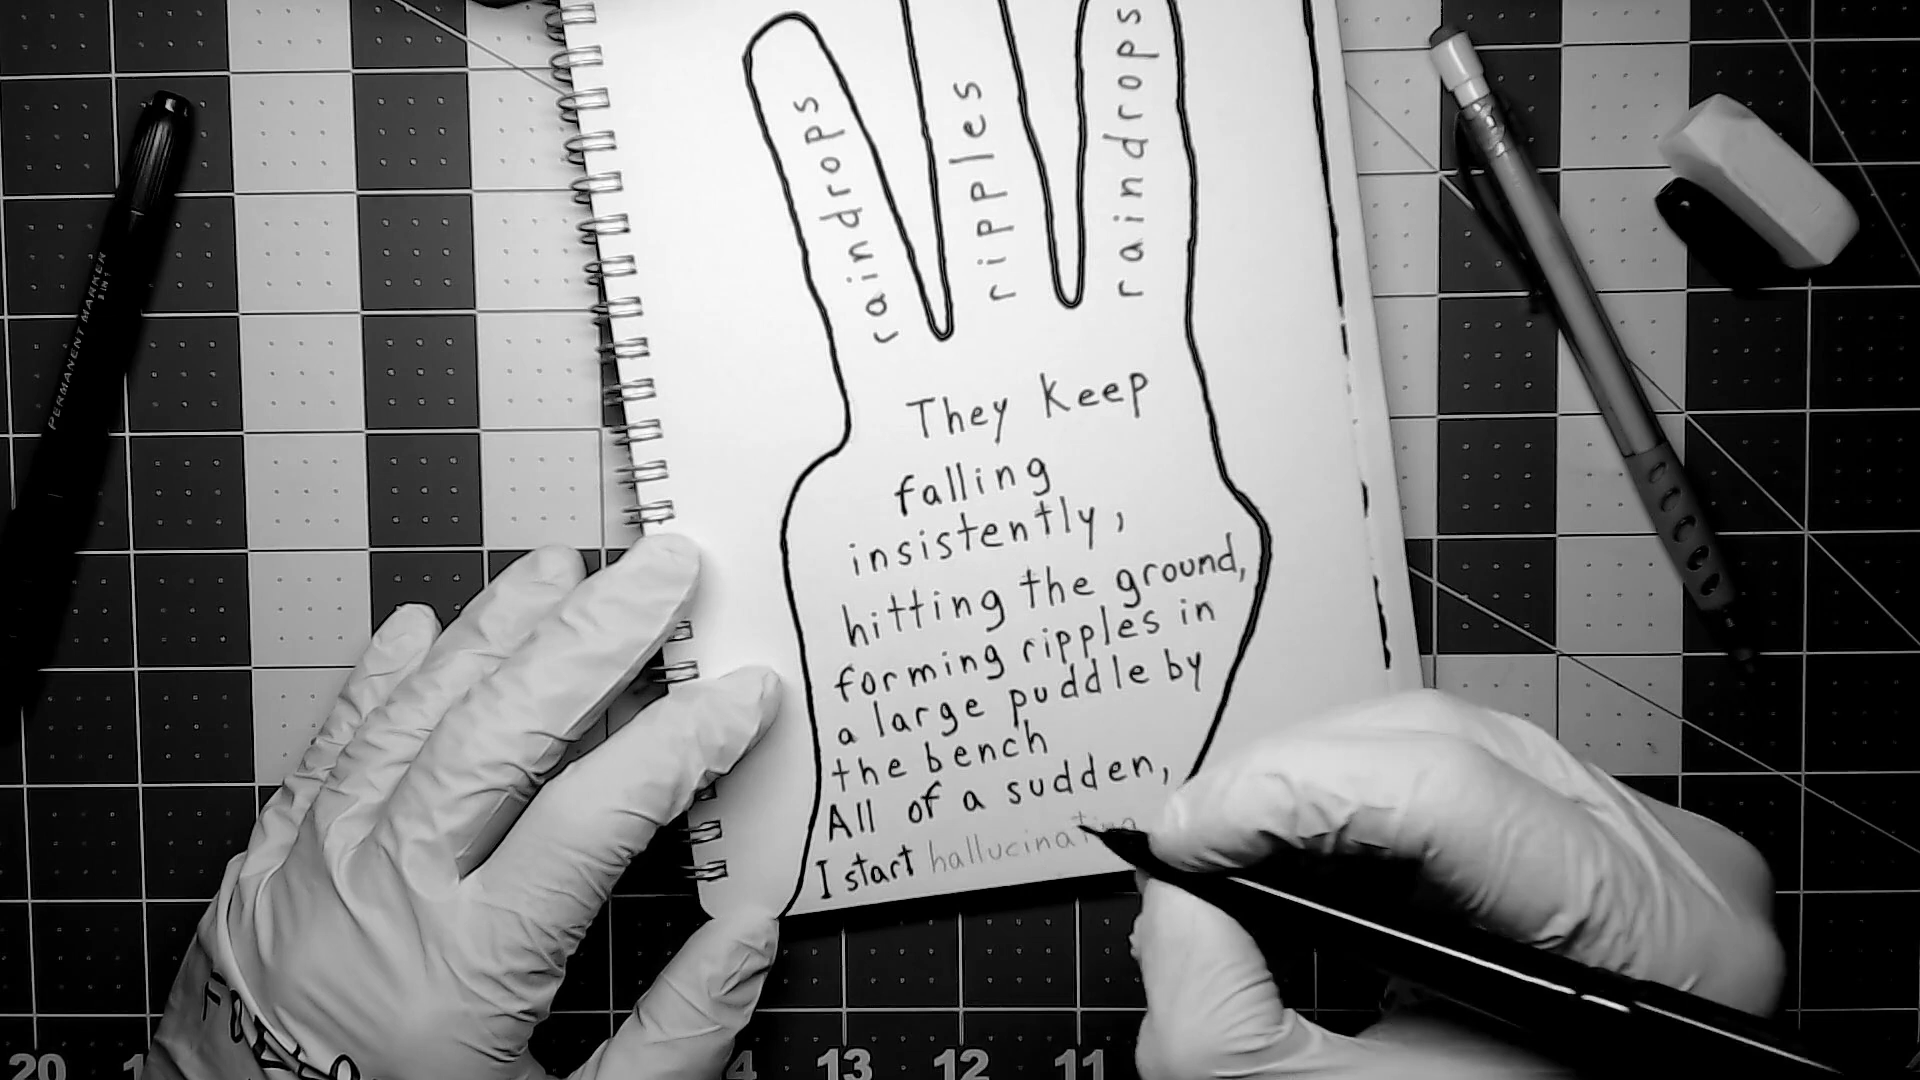 raindrops
ripples
raindrops
They keep
falling
insistently,
hitting the ground,
forming ripples in
a large puddle by
the bench
All of a sudden,
I start hallucinating
PERMANENT MARKER
20
13
12
11